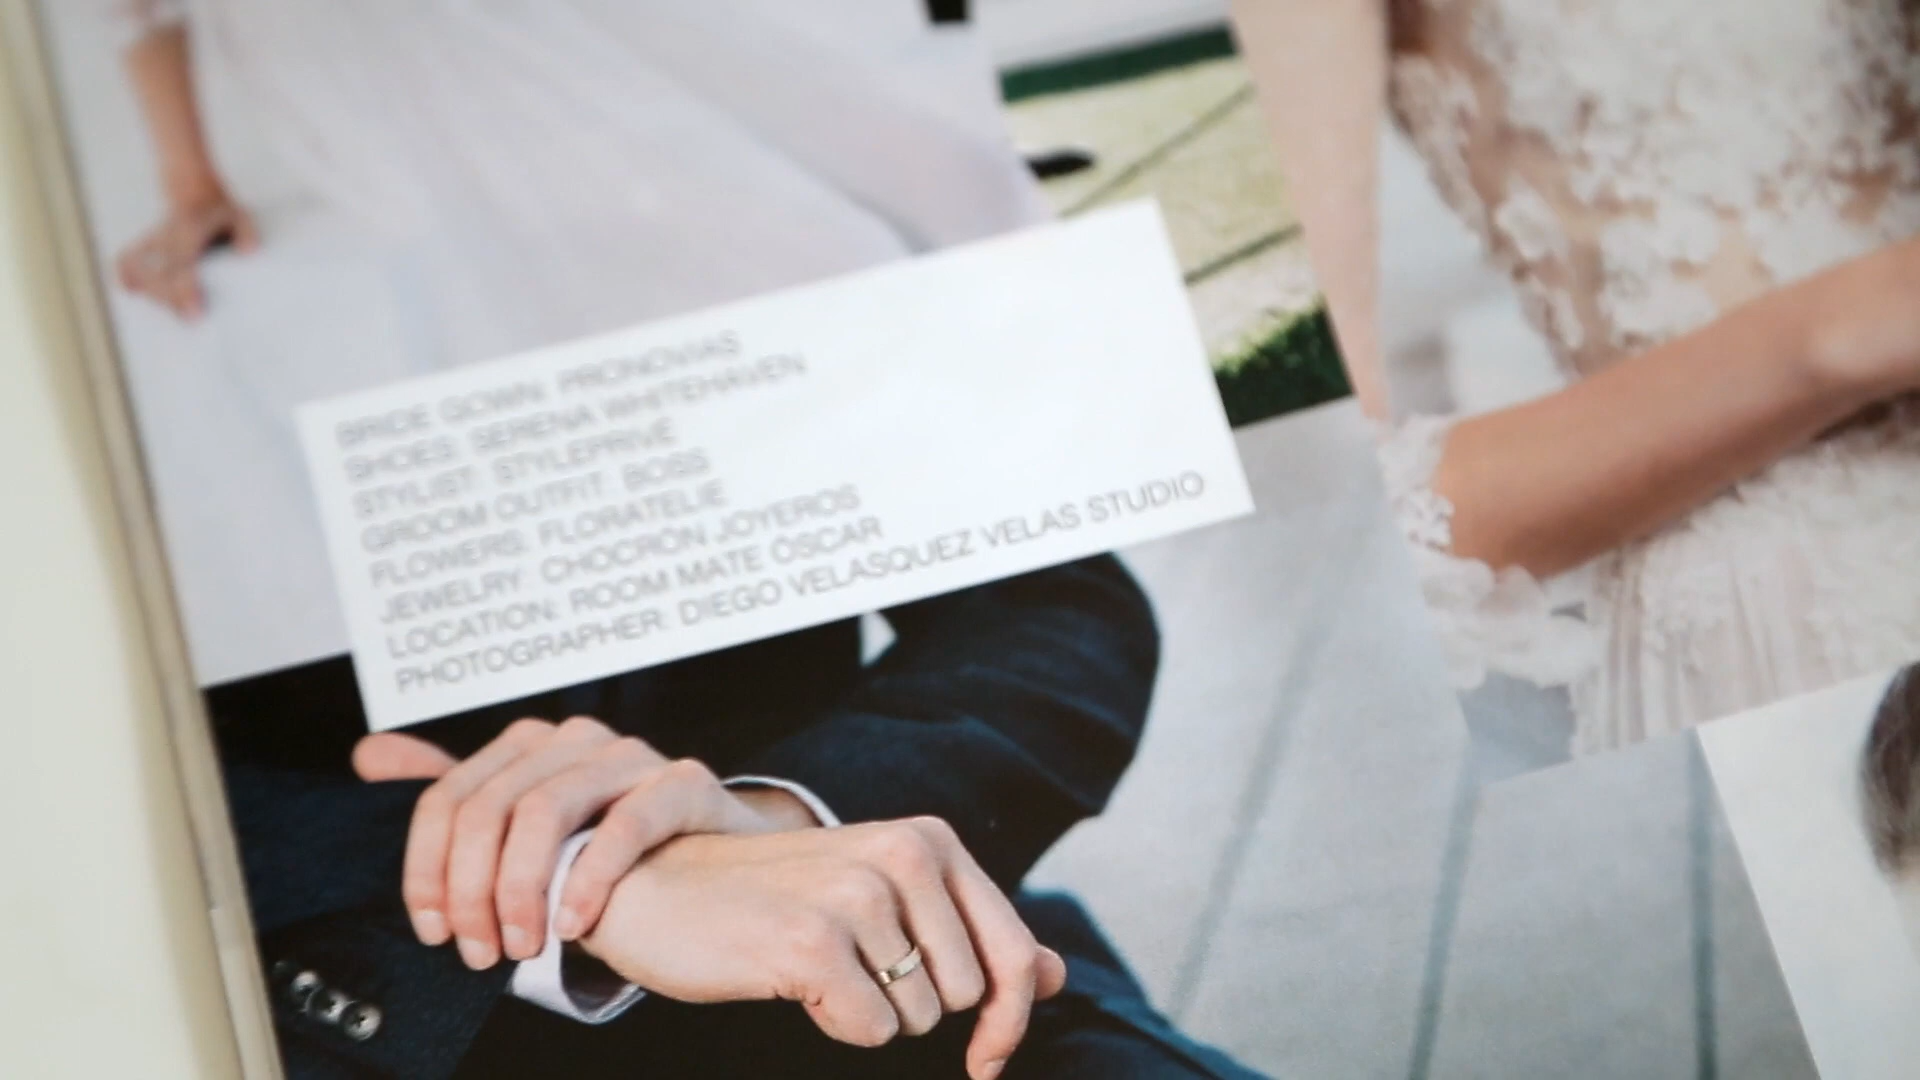 BRIDE GOWN: PRONOVIAS
SHOES: SERENA WHITEHAVEN
STYLIST: STYLEPRIVÉ
GROOM OUTFIT: BOSS
FLOWERS: FLORATELIE
JEWELRY: CHOCRÓN JOYEROS
LOCATION: ROOM MATE ÓSCAR
PHOTOGRAPHER: DIEGO VELASQUEZ VELAS STUDIO